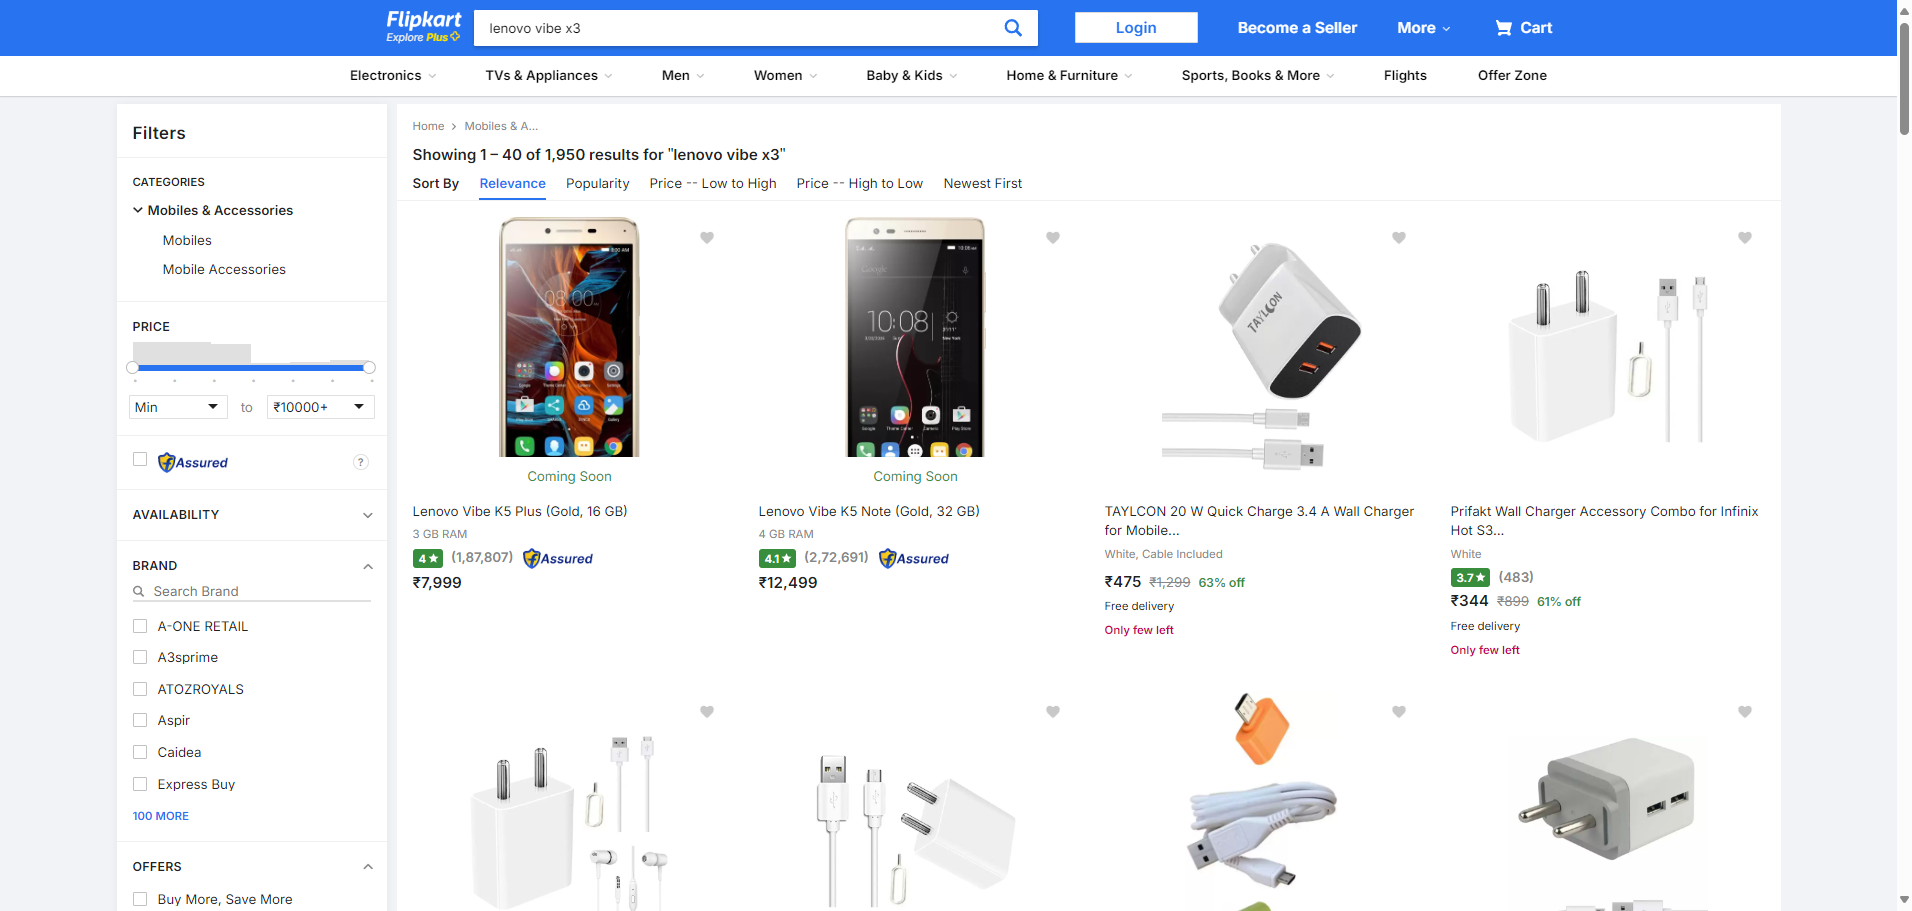 Flipkart
Explore Plus
lenovo vibe x3
Login
Become a Seller
More
Cart
Electronics
TVs & Appliances
Men
Women
Baby & Kids
Home & Furniture
Sports, Books & More
Flights
Offer Zone
Filters
CATEGORIES
Mobiles & Accessories
Mobiles
Mobile Accessories
PRICE
Min
to
₹10000+
Assured
?
AVAILABILITY
BRAND
Search Brand
A-ONE RETAIL
A3sprime
ATOZROYALS
Aspir
Caidea
Express Buy
100 MORE
OFFERS
Buy More, Save More
Home
Mobiles & A...
Showing 1 – 40 of 1,950 results for "lenovo vibe x3"
Sort By
Relevance
Popularity
Price -- Low to High
Price -- High to Low
Newest First
08:00
Coming Soon
Lenovo Vibe K5 Plus (Gold, 16 GB)
3 GB RAM
4★ (1,87,807) Assured
₹7,999
Google
10:08
Coming Soon
Lenovo Vibe K5 Note (Gold, 32 GB)
4 GB RAM
4.1★ (2,72,691) Assured
₹12,499
TAYLCON
TAYLCON 20 W Quick Charge 3.4 A Wall Charger
for Mobile...
White, Cable Included
₹475 ₹1,299 63% off
Free delivery
Only few left
Prifakt Wall Charger Accessory Combo for Infinix
Hot S3...
White
3.7★ (483)
₹344 ₹899 61% off
Free delivery
Only few left